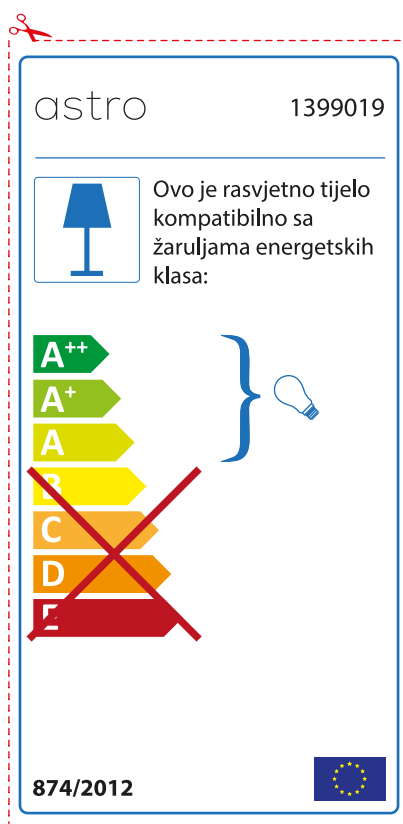 astro
1399019
Ovo je rasvjetno tijelo
kompatibilno sa
žaruljama energetskih
klasa:
A++
A+
A
B
C
D
E
874/2012